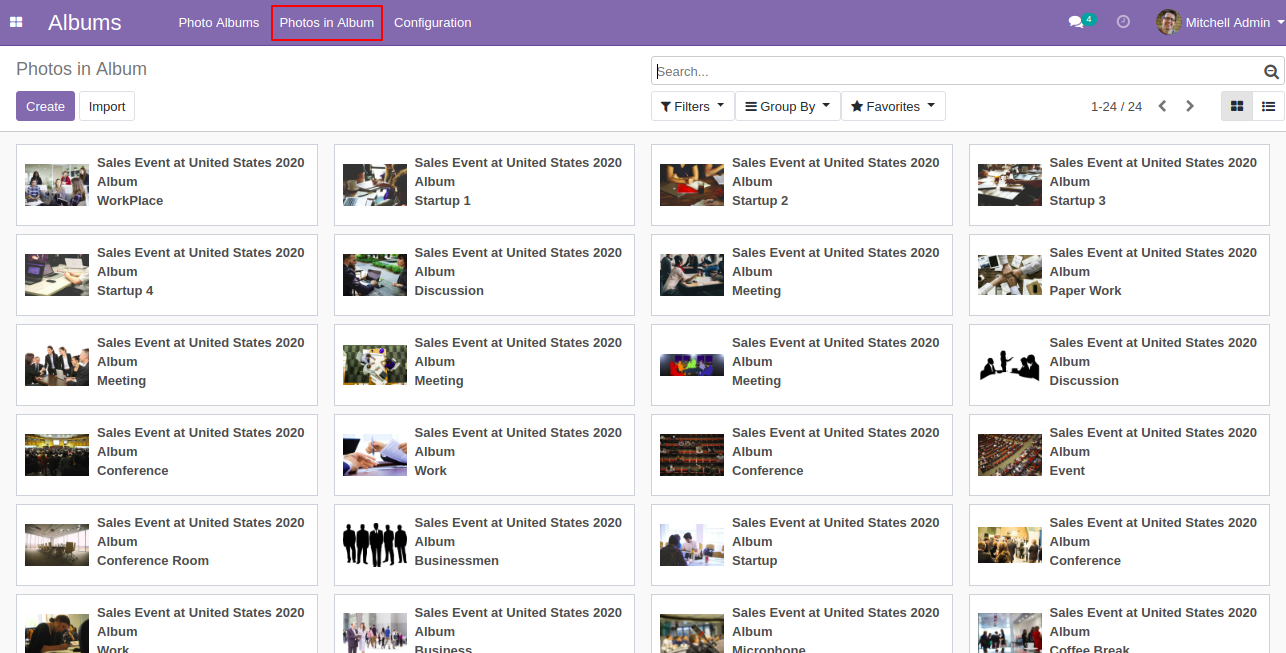 Albums Photo Albums Photos in Album Configuration 4 Mitchell Admin
Photos in Album
Search...
Create Import Filters Group By Favorites 1-24 / 24
Sales Event at United States 2020
Album
WorkPlace
Sales Event at United States 2020
Album
Startup 1
Sales Event at United States 2020
Album
Startup 2
Sales Event at United States 2020
Album
Startup 3
Sales Event at United States 2020
Album
Startup 4
Sales Event at United States 2020
Album
Discussion
Sales Event at United States 2020
Album
Meeting
Sales Event at United States 2020
Album
Paper Work
Sales Event at United States 2020
Album
Meeting
Sales Event at United States 2020
Album
Meeting
Sales Event at United States 2020
Album
Meeting
Sales Event at United States 2020
Album
Discussion
Sales Event at United States 2020
Album
Conference
Sales Event at United States 2020
Album
Work
Sales Event at United States 2020
Album
Conference
Sales Event at United States 2020
Album
Event
Sales Event at United States 2020
Album
Conference Room
Sales Event at United States 2020
Album
Businessmen
Sales Event at United States 2020
Album
Startup
Sales Event at United States 2020
Album
Conference
Sales Event at United States 2020
Album
Work
Sales Event at United States 2020
Album
Business
Sales Event at United States 2020
Album
Microphone
Sales Event at United States 2020
Album
Coffee Break